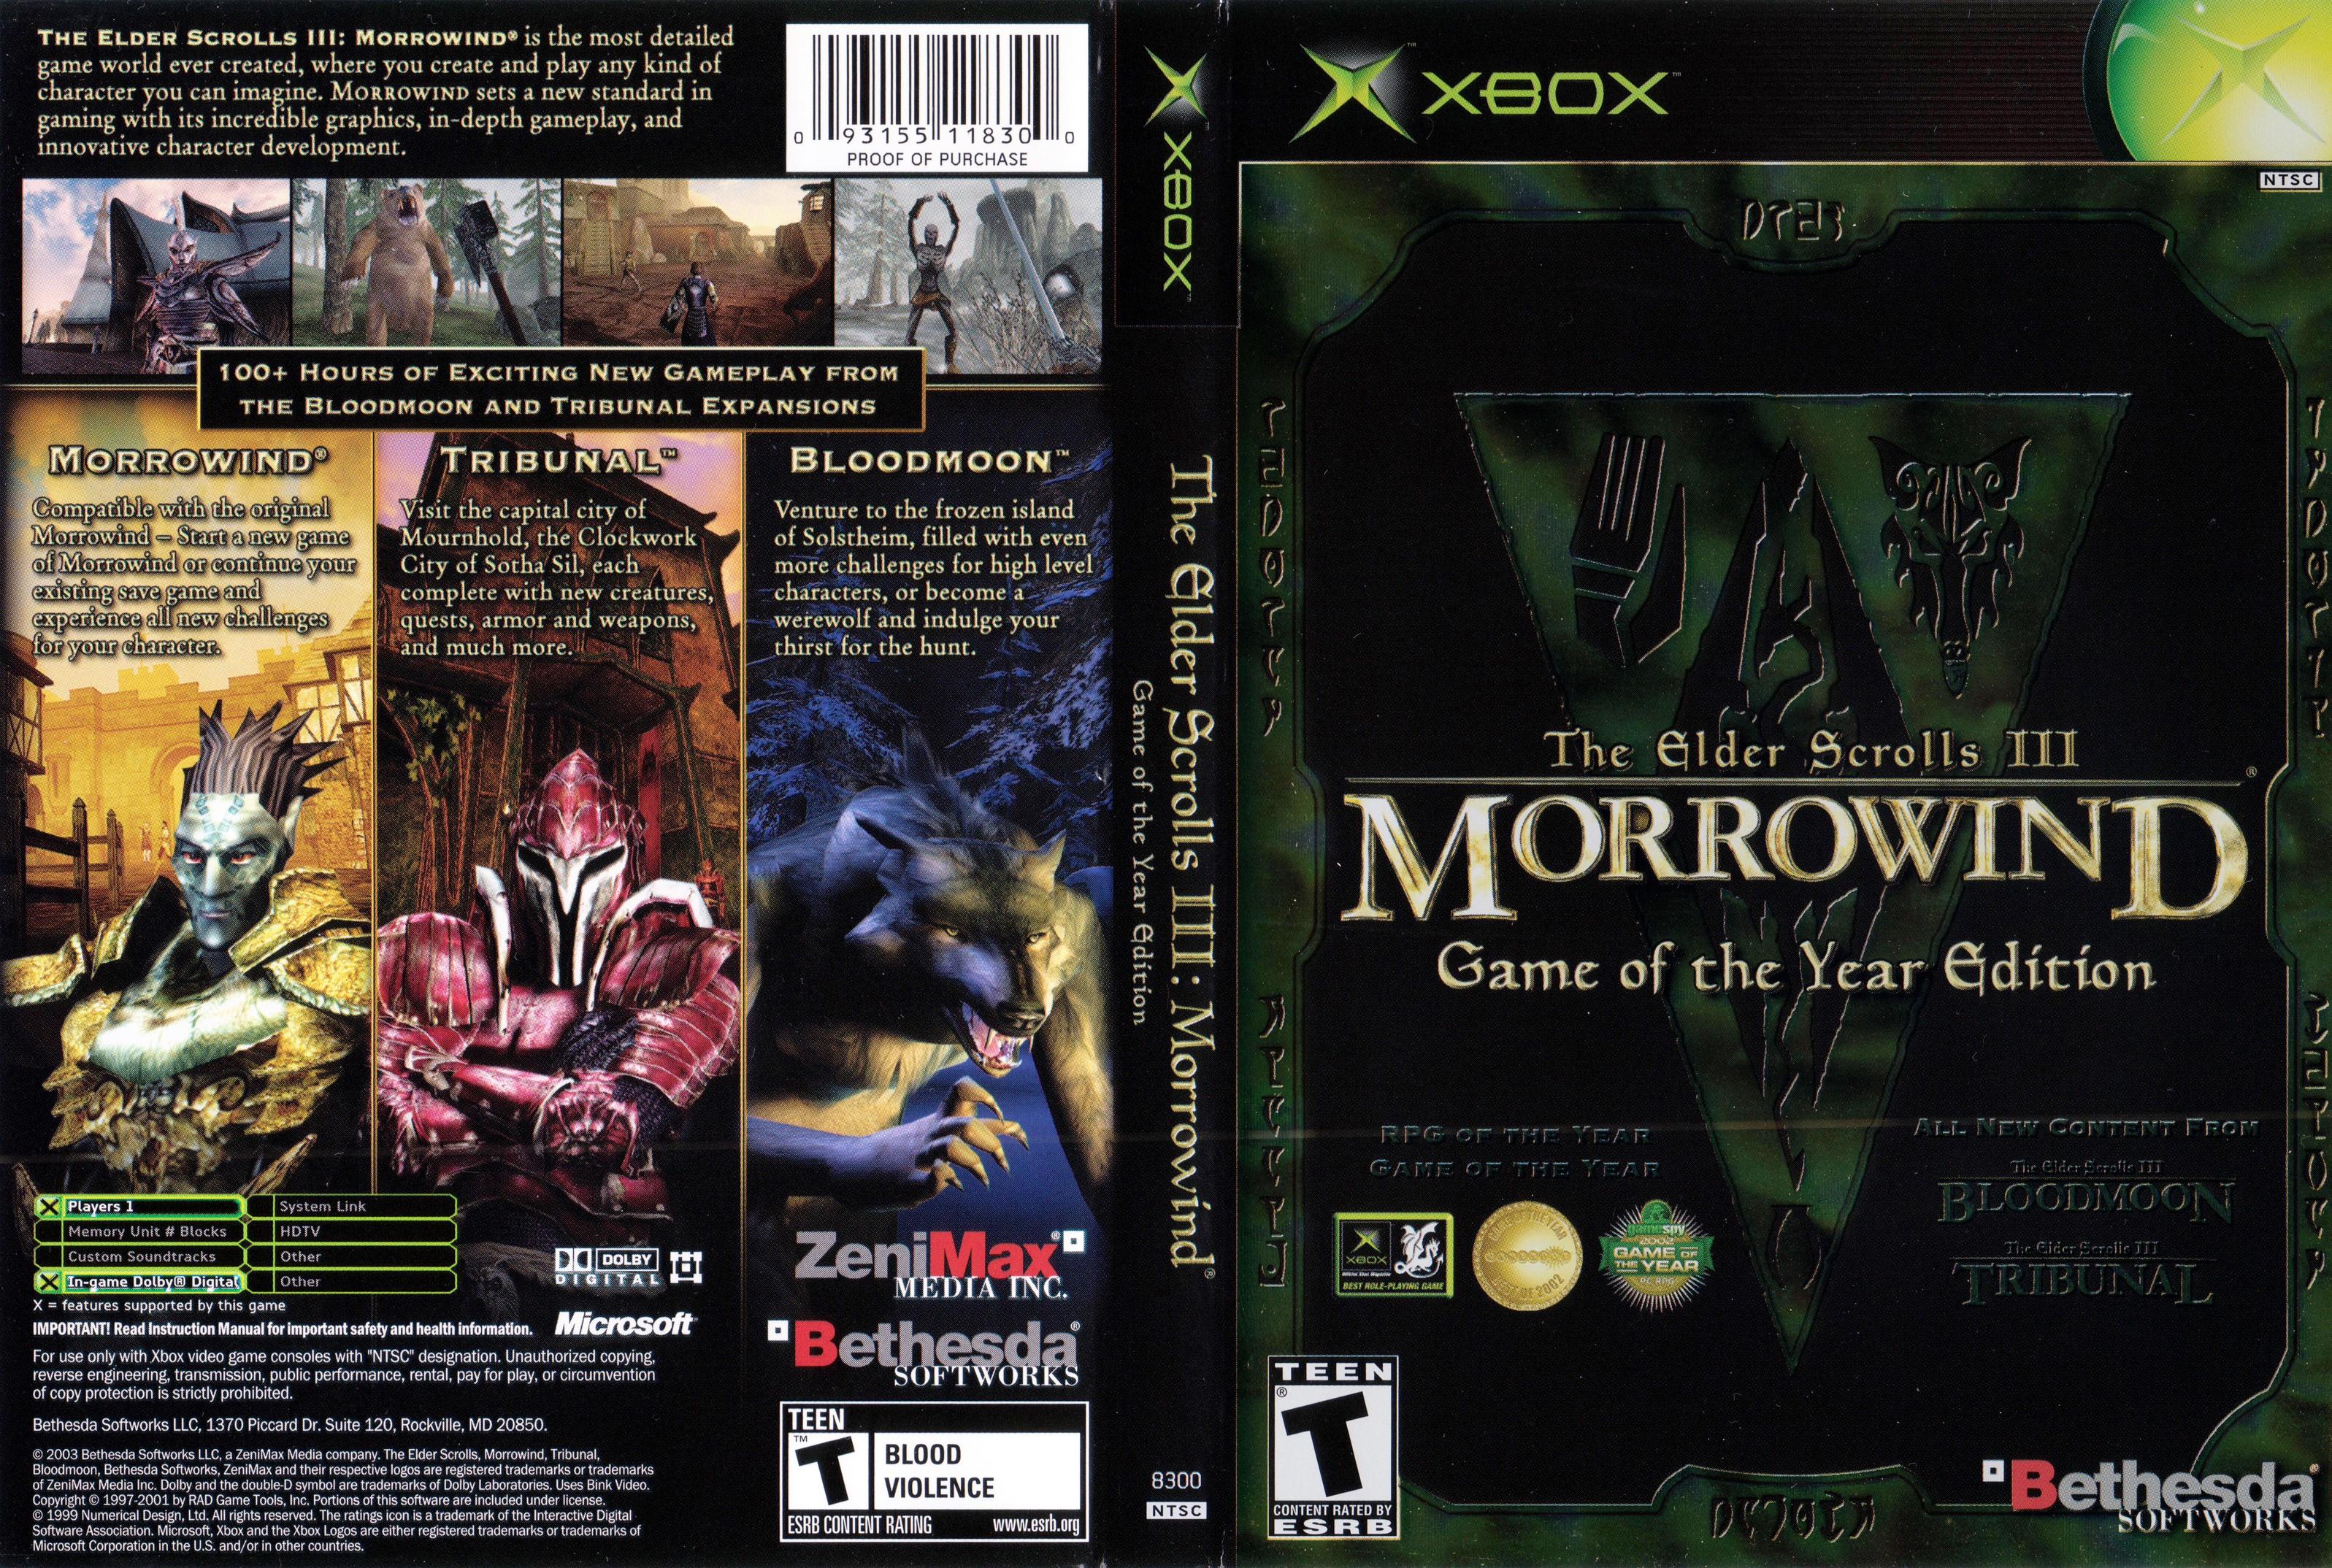 The Elder Scrolls III: Morrowind® is the most detailed
game world ever created, where you create and play any kind of
character you can imagine. Morrowind sets a new standard in
gaming with its incredible graphics, in-depth gameplay, and
innovative character development.
0 93155 11830 0
PROOF OF PURCHASE
100+ Hours of Exciting New Gameplay from
the Bloodmoon and Tribunal Expansions
Morrowind®
Compatible with the original
Morrowind – Start a new game
of Morrowind or continue your
existing save game and
experience all new challenges
for your character.
Tribunal™
Visit the capital city of
Mournhold, the Clockwork
City of Sotha Sil, each
complete with new creatures,
quests, armor and weapons,
and much more.
Bloodmoon™
Venture to the frozen island
of Solstheim, filled with even
more challenges for high level
characters, or become a
werewolf and indulge your
thirst for the hunt.
X Players 1
System Link
Memory Unit # Blocks
HDTV
Custom Soundtracks
Other
X In-game Dolby® Digital
Other
X = features supported by this game
DOLBY
DIGITAL
IMPORTANT! Read Instruction Manual for important safety and health information.
Microsoft
For use only with Xbox video game consoles with "NTSC" designation. Unauthorized copying,
reverse engineering, transmission, public performance, rental, pay for play, or circumvention
of copy protection is strictly prohibited.
Bethesda Softworks LLC, 1370 Piccard Dr. Suite 120, Rockville, MD 20850.
© 2003 Bethesda Softworks LLC, a ZeniMax Media company. The Elder Scrolls, Morrowind, Tribunal,
Bloodmoon, Bethesda Softworks, ZeniMax and their respective logos are registered trademarks or trademarks
of ZeniMax Media Inc. Dolby and the double-D symbol are trademarks of Dolby Laboratories. Uses Bink Video.
Copyright © 1997-2001 by RAD Game Tools, Inc. Portions of this software are included under license.
© 1999 Numerical Design, Ltd. All rights reserved. The ratings icon is a trademark of the Interactive Digital
Software Association. Microsoft, Xbox and the Xbox Logos are either registered trademarks or trademarks of
Microsoft Corporation in the U.S. and/or in other countries.
ZeniMax®
MEDIA INC.
Bethesda®
SOFTWORKS
TEEN
T™
BLOOD
VIOLENCE
ESRB CONTENT RATING www.esrb.org
XBOX™
The Elder Scrolls III: Morrowind®
Game of the Year Edition
8300
NTSC
XBOX™
NTSC
The Elder Scrolls III
MORROWIND®
Game of the Year Edition
RPG of the Year
Game of the Year
XBOX
BEST ROLE-PLAYING GAME
GAME OF THE YEAR
BEST OF 2002
gamespy
2002
GAME OF
THE YEAR
PC RPG
All New Content From
The Elder Scrolls III
BLOODMOON
The Elder Scrolls III
TRIBUNAL
TEEN
T®
CONTENT RATED BY
ESRB
Bethesda®
SOFTWORKS